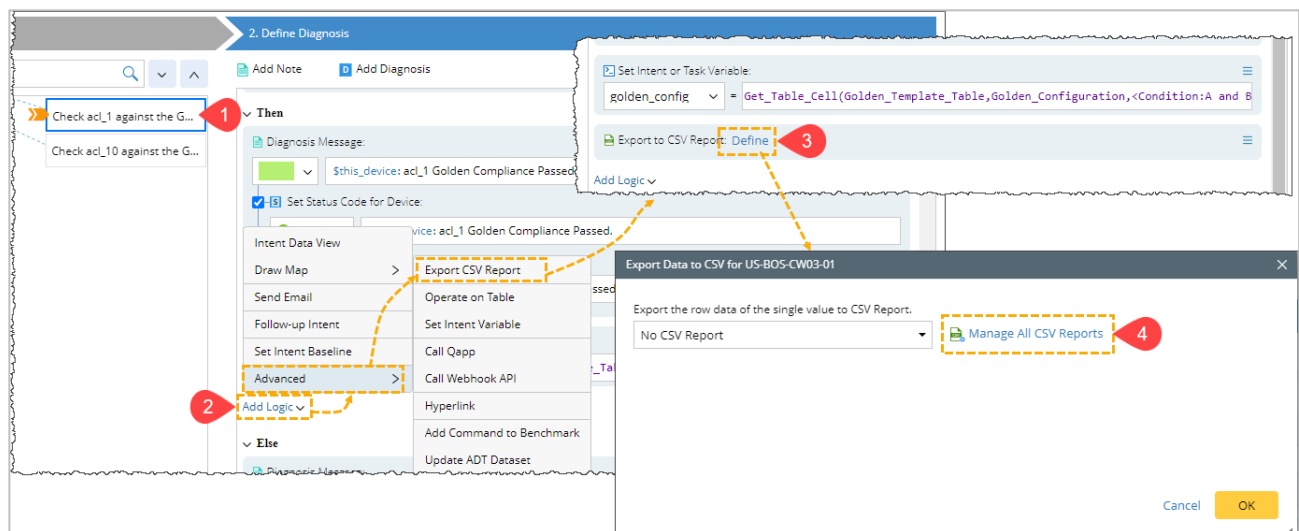 2. Define Diagnosis
Add Note
D Add Diagnosis
Check acl_1 against the G...
1
Check acl_10 against the G...
Then
Diagnosis Message:
$this_device: acl_1 Golden Compliance Passed
S Set Status Code for Device:
vice: acl_1 Golden Compliance Passed.
Intent Data View
Draw Map >
Send Email
Follow-up Intent
Set Intent Baseline
Advanced >
2
Add Logic
Export CSV Report
Operate on Table
Set Intent Variable
Call Qapp
Call Webhook API
Hyperlink
Add Command to Benchmark
Update ADT Dataset
ssed
_Tal
Else
Diagnosis Message:
Set Intent or Task Variable:
golden_config = Get_Table_Cell(Golden_Template_Table,Golden_Configuration,<Condition:A and B
Export to CSV Report: Define
3
Add Logic
Export Data to CSV for US-BOS-CW03-01
Export the row data of the single value to CSV Report.
No CSV Report
Manage All CSV Reports
4
Cancel
OK